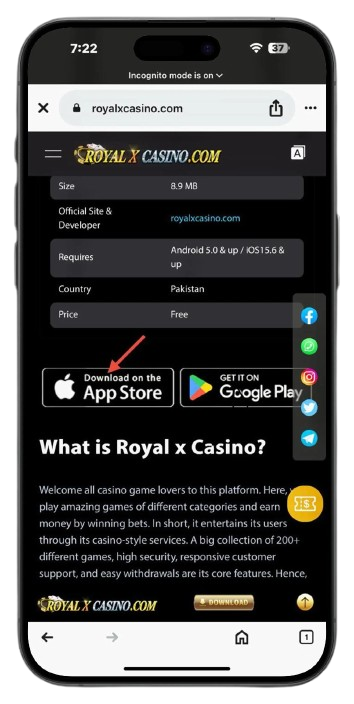 7:22
37
Incognito mode is on
royalxcasino.com
ROYAL X CASINO.COM
A
Size 8.9 MB
Official Site & Developer royalxcasino.com
Requires Android 5.0 & up / iOS15.6 & up
Country Pakistan
Price Free
Download on the
App Store
GET IT ON
Google Play
What is Royal x Casino?
Welcome all casino game lovers to this platform. Here,
play amazing games of different categories and earn
money by winning bets. In short, it entertains its users
through its casino-style services. A big collection of 200+
different games, high security, responsive customer
support, and easy withdrawals are its core features. Hence,
ROYAL X CASINO.COM
DOWNLOAD
1